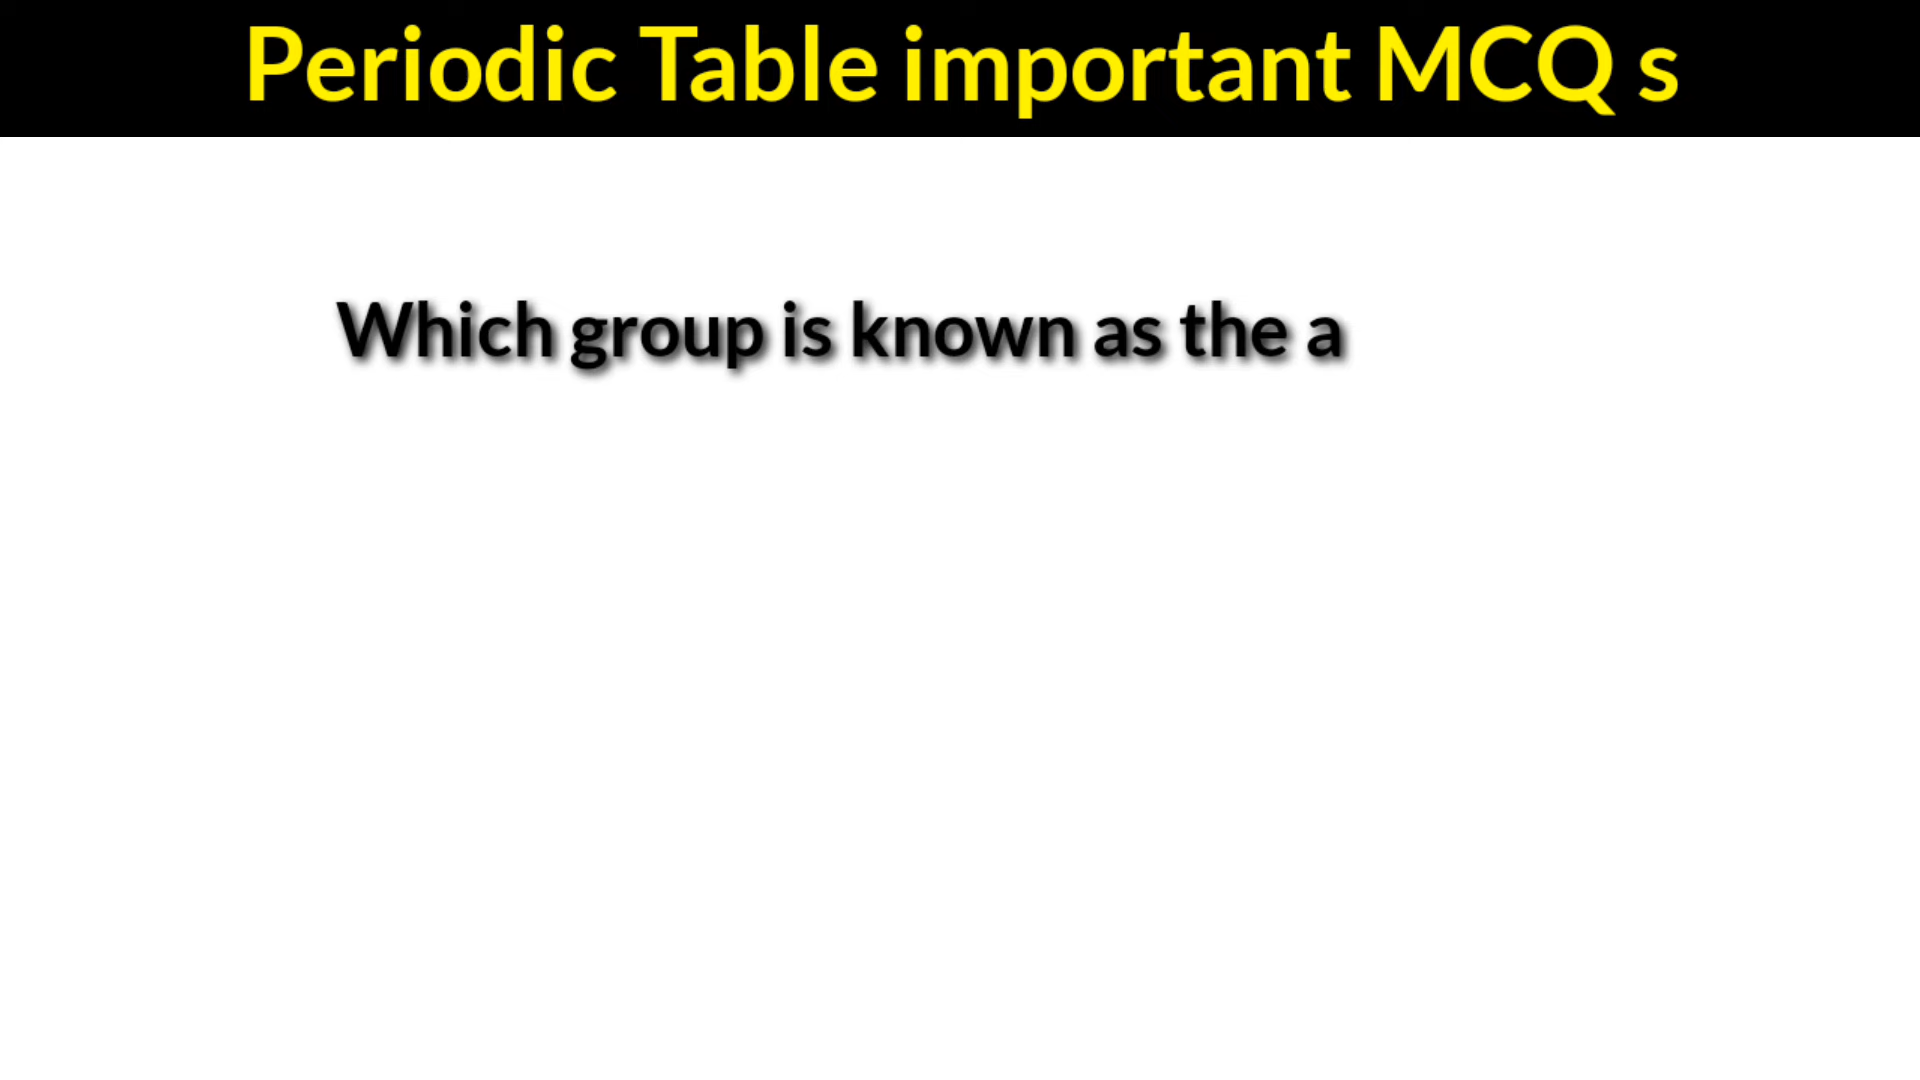 Periodic Table important MCQ s
Which group is known as the a